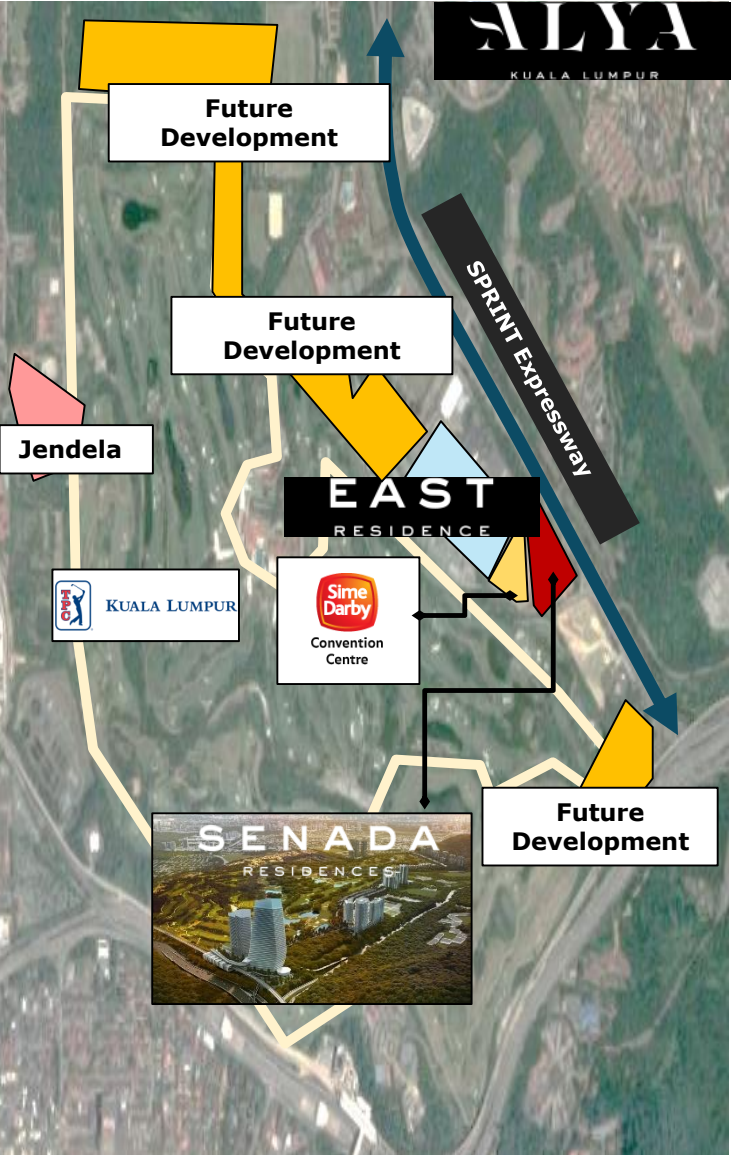 ALYA
KUALA LUMPUR
Future
Development
SPRINT Expressway
Future
Development
Jendela
EAST
RESIDENCE
TPC
KUALA LUMPUR
Sime
Darby
Convention
Centre
Future
Development
SENADA
RESIDENCES